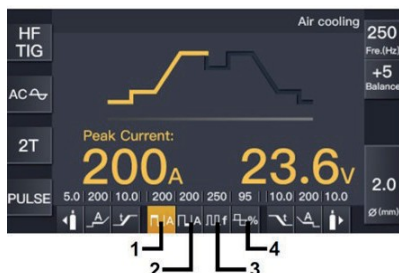 Air cooling
HF
TIG
AC
2T
PULSE
250
Fre.(Hz)
+5
Balance
2.0
Ø (mm)
Peak Current:
200A
23.6V
5.0 200 10.0 200 200 250 95 10.0 200 10.0
A A A f % A
1
2
3
4